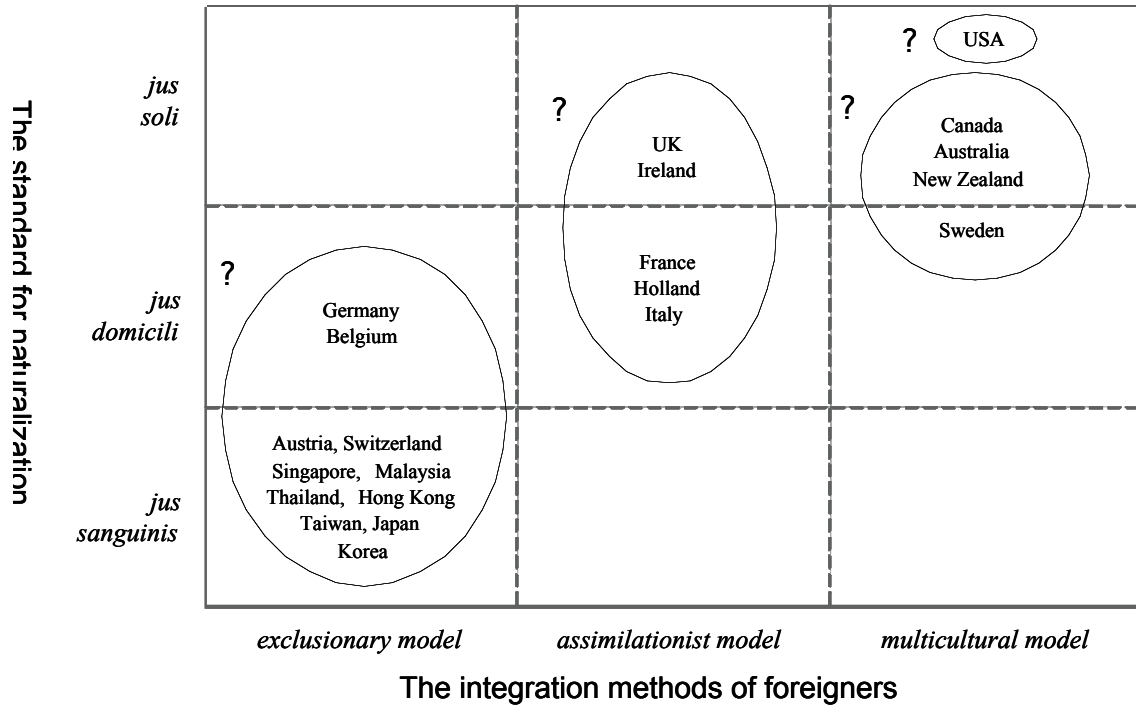 The standard for naturalization
jus
soli
jus
domicili
jus
sanguinis
?
USA
?
Canada
Australia
New Zealand
Sweden
?
UK
Ireland
France
Holland
Italy
?
Germany
Belgium
Austria, Switzerland
Singapore, Malaysia
Thailand, Hong Kong
Taiwan, Japan
Korea
exclusionary model
assimilationist model
multicultural model
The integration methods of foreigners